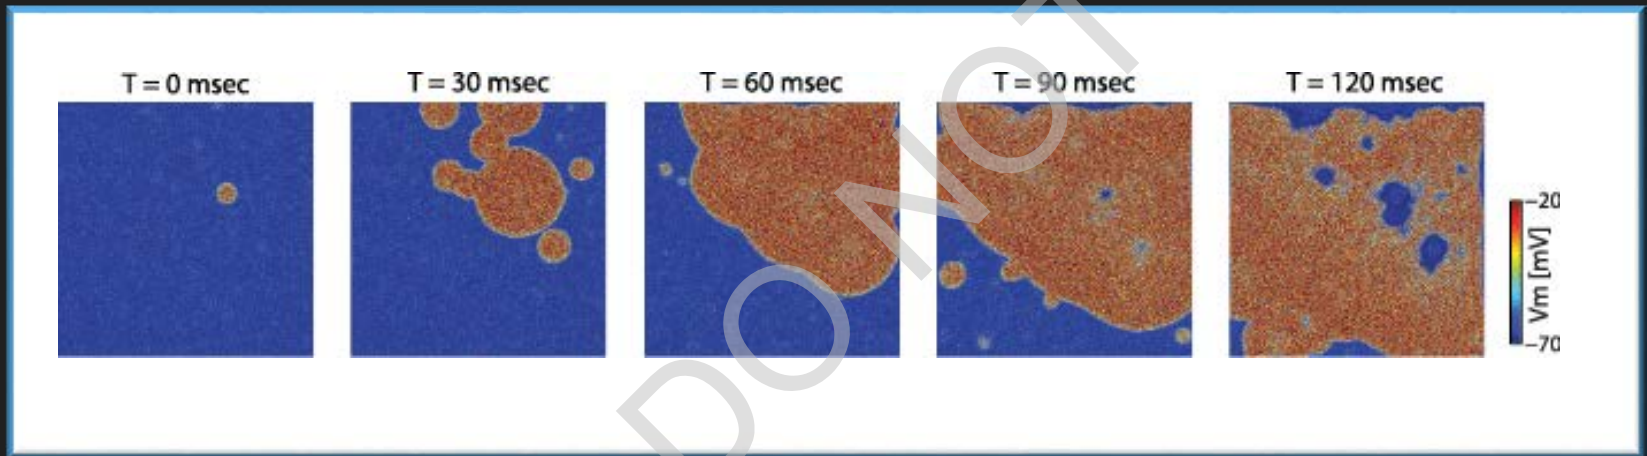 T = 0 msec
T = 30 msec
T = 60 msec
T = 90 msec
T = 120 msec
−20
Vm [mV]
−70
DO NOT